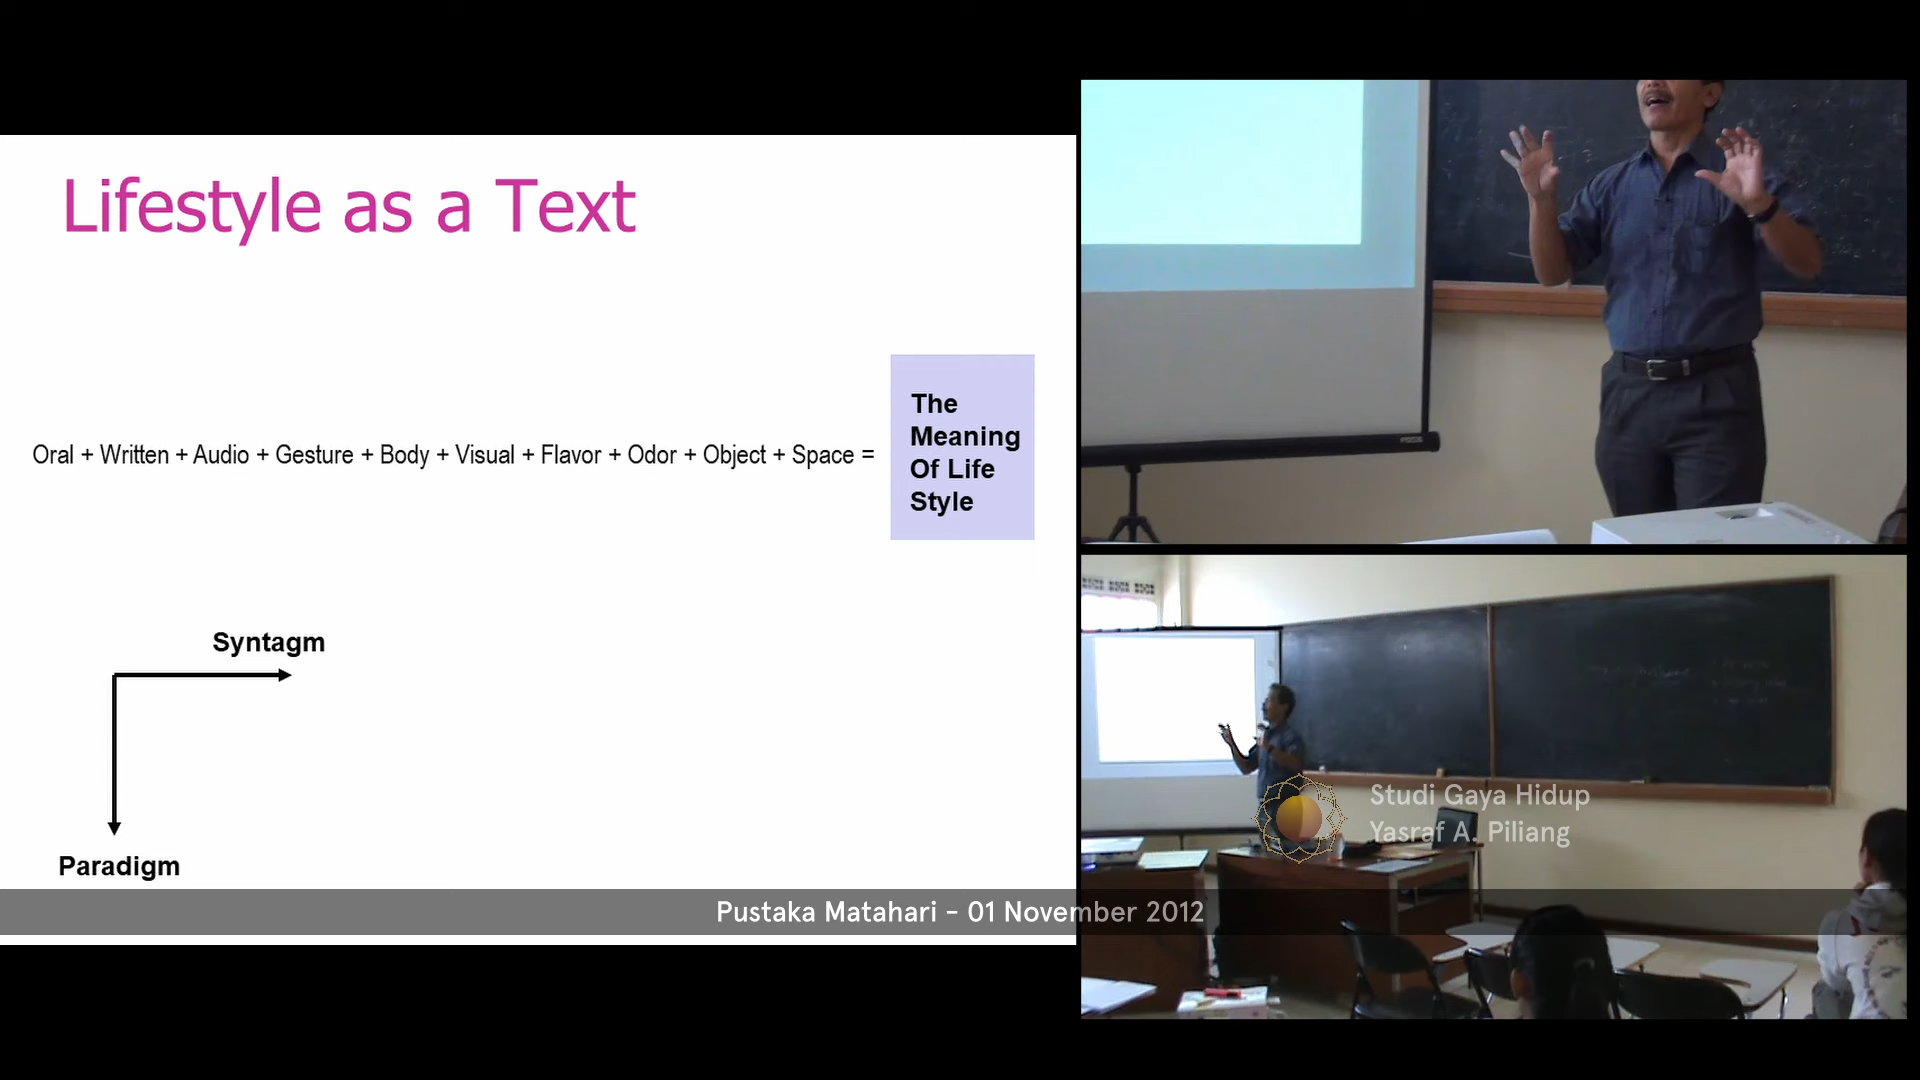 Lifestyle as a Text
Oral + Written + Audio + Gesture + Body + Visual + Flavor + Odor + Object + Space =
The
Meaning
Of Life
Style
Syntagm
Paradigm
Studi Gaya Hidup
Yasraf A. Piliang
Pustaka Matahari - 01 November 2012